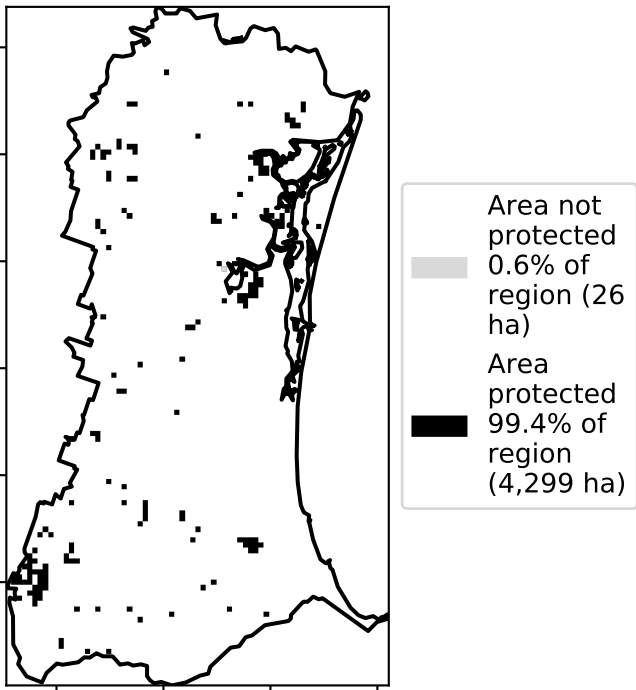 Area not
protected
0.6% of
region (26
ha)
Area
protected
99.4% of
region
(4,299 ha)